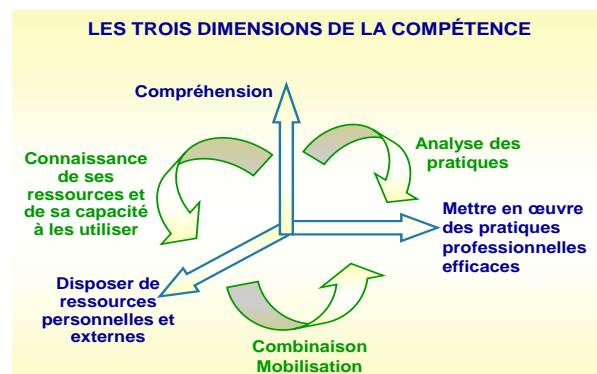 LES TROIS DIMENSIONS DE LA COMPÉTENCE
Compréhension
Analyse des
pratiques
Connaissance
de ses
ressources et
de sa capacité
à les utiliser
Mettre en œuvre
des pratiques
professionnelles
efficaces
Disposer de
ressources
personnelles et
externes
Combinaison
Mobilisation